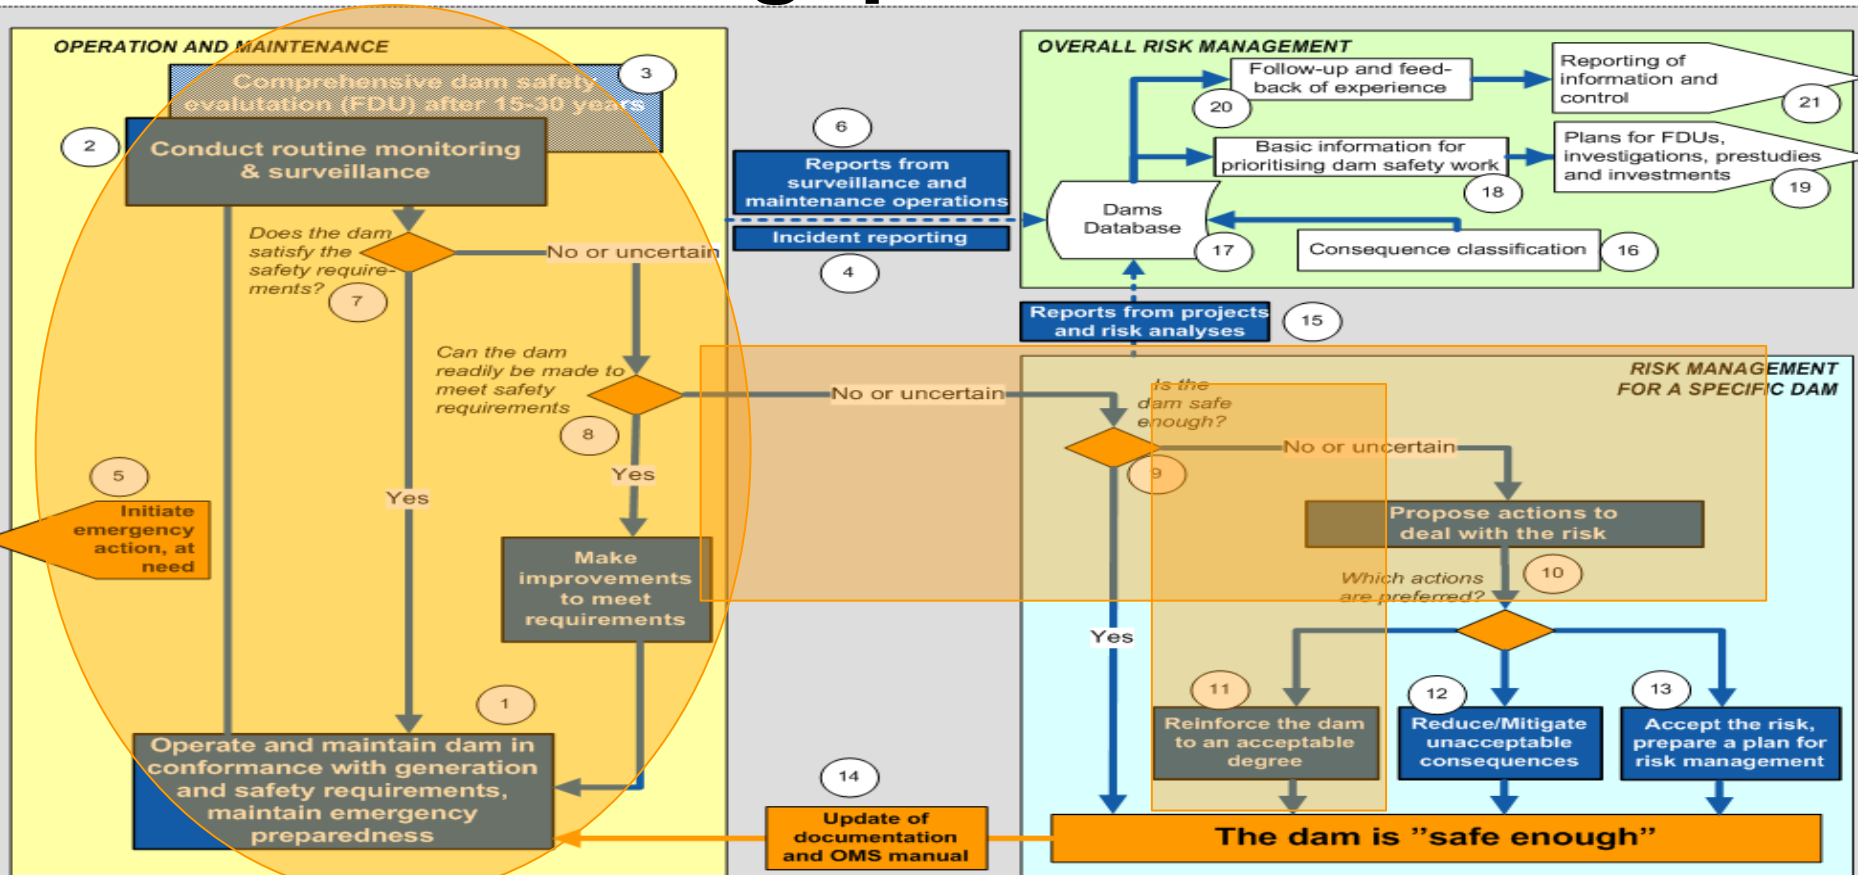 OPERATION AND MAINTENANCE
3
Comprehensive dam safety
evalutation (FDU) after 15-30 years
2
Conduct routine monitoring
& surveillance
Does the dam
satisfy the
safety require-
ments?
7
No or uncertain
Can the dam
readily be made to
meet safety
requirements
8
Yes
Yes
5
Initiate
emergency
action, at
need
Make
improvements
to meet
requirements
1
Operate and maintain dam in
conformance with generation
and safety requirements,
maintain emergency
preparedness
6
Reports from
surveillance and
maintenance operations
Incident reporting
4
OVERALL RISK MANAGEMENT
Follow-up and feed-
back of experience
20
Reporting of
information and
control
21
Basic information for
prioritising dam safety work
18
Plans for FDUs,
investigations, prestudies
and investments
19
Dams
Database
17
Consequence classification
16
Reports from projects
and risk analyses
15
RISK MANAGEMENT
FOR A SPECIFIC DAM
No or uncertain
Is the
dam safe
enough?
9
No or uncertain
Propose actions to
deal with the risk
10
Which actions
are preferred?
Yes
11
Reinforce the dam
to an acceptable
degree
12
Reduce/Mitigate
unacceptable
consequences
13
Accept the risk,
prepare a plan for
risk management
14
Update of
documentation
and OMS manual
The dam is ”safe enough”